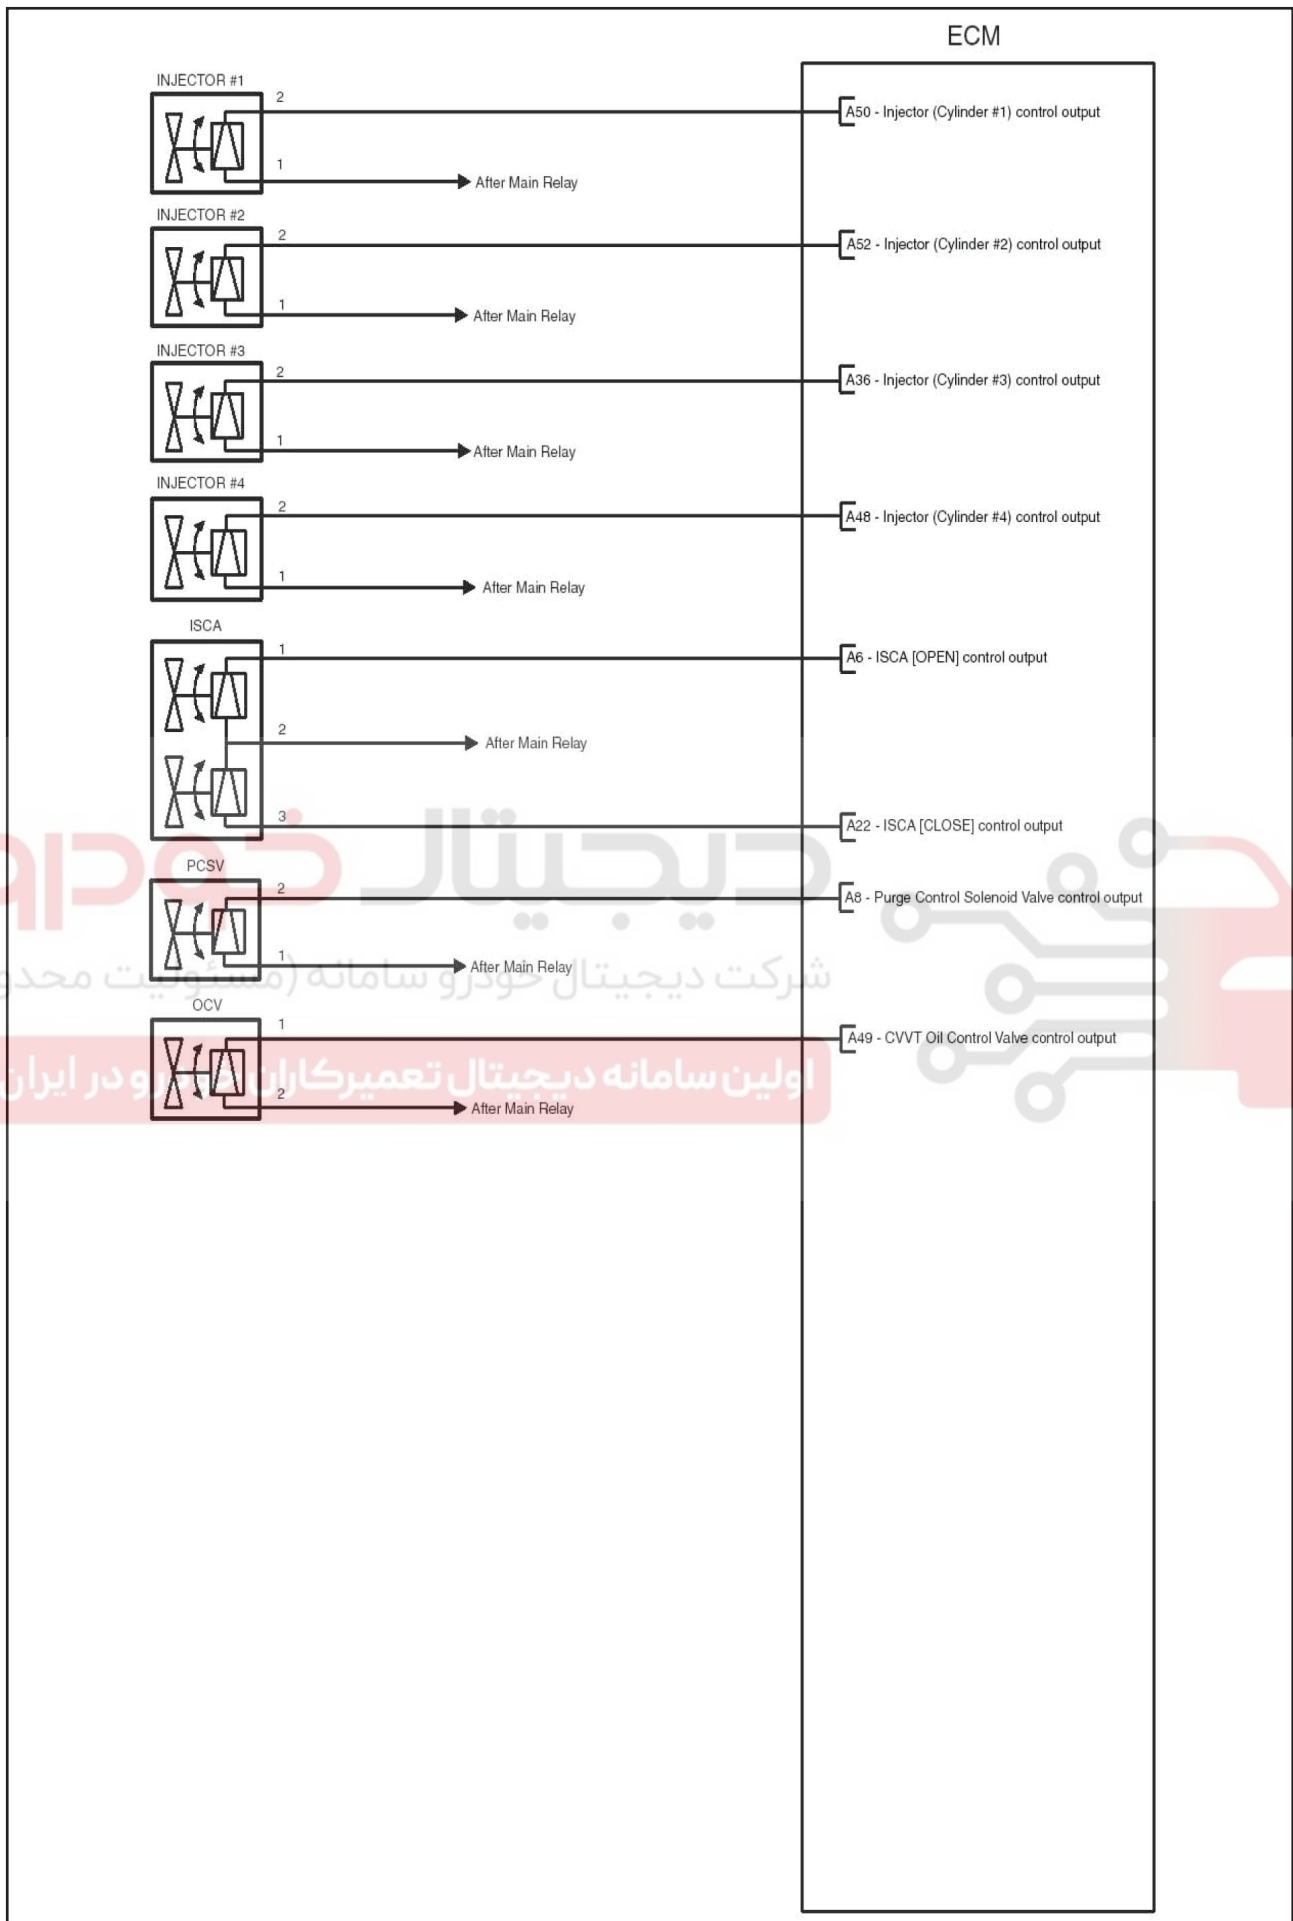 ECM
INJECTOR #1
2
A50 - Injector (Cylinder #1) control output
1
After Main Relay
INJECTOR #2
2
A52 - Injector (Cylinder #2) control output
1
After Main Relay
INJECTOR #3
2
A36 - Injector (Cylinder #3) control output
1
After Main Relay
INJECTOR #4
2
A48 - Injector (Cylinder #4) control output
1
After Main Relay
ISCA
1
A6 - ISCA [OPEN] control output
2
After Main Relay
3
A22 - ISCA [CLOSE] control output
دیجیتال خودرو
PCSV
2
A8 - Purge Control Solenoid Valve control output
1
After Main Relay
شرکت دیجیتال خودرو سامانه (مسئولیت
OCV
1
A49 - CVVT Oil Control Valve control output
اولین سامانه دیجیتال تعمیرکاران خودرو در ایران
2
After Main Relay